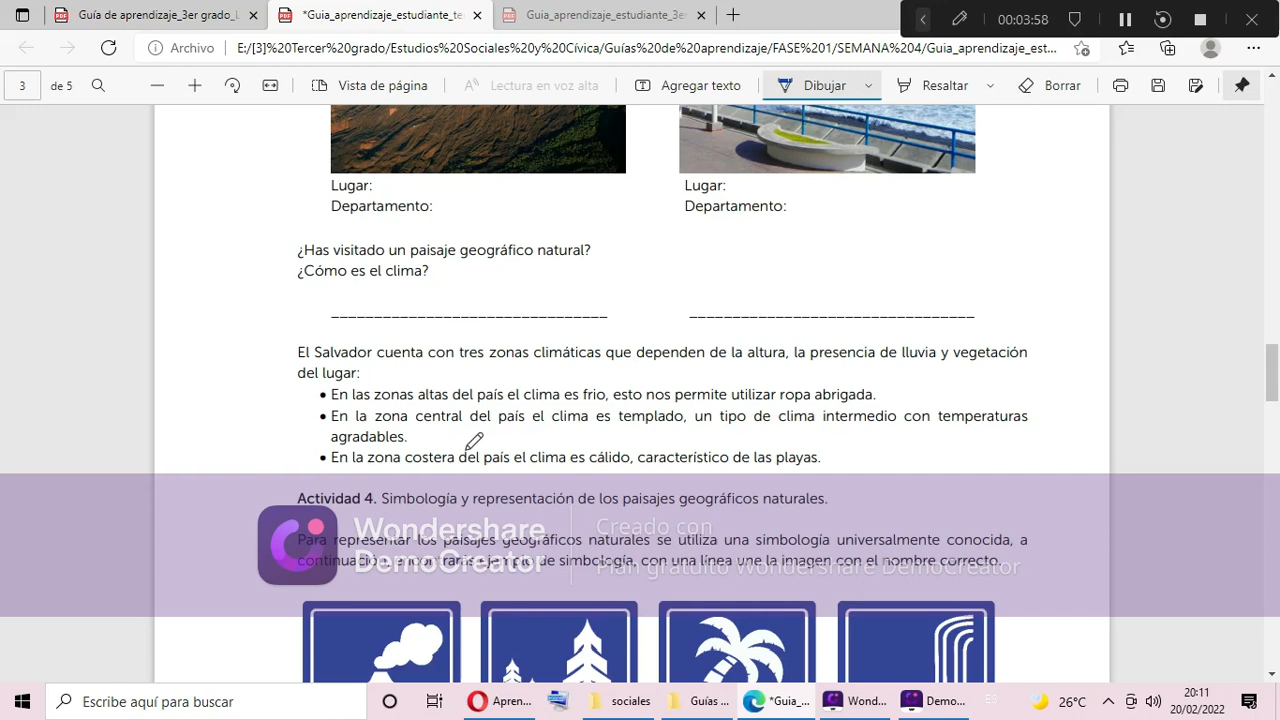 Guía de aprendizaje_3er grado_l
*Guia_aprendizaje_estudiante_te
Guia_aprendizaje_estudiante_3er
00:03:58
Archivo
E:/[3]%20Tercer%20grado/Estudios%20Sociales%20y%20Cívica/Guías%20de%20aprendizaje/FASE%201/SEMANA%204/Guia_aprendizaje_est...
3
de 5
Vista de página
Lectura en voz alta
Agregar texto
Dibujar
Resaltar
Borrar
Lugar:
Lugar:
Departamento:
Departamento:
¿Has visitado un paisaje geográfico natural?
¿Cómo es el clima?
________________________________
_________________________________
El Salvador cuenta con tres zonas climáticas que dependen de la altura, la presencia de lluvia y vegetación
del lugar:
• En las zonas altas del país el clima es frio, esto nos permite utilizar ropa abrigada.
• En la zona central del país el clima es templado, un tipo de clima intermedio con temperaturas
agradables.
• En la zona costera del país el clima es cálido, característico de las playas.
Actividad 4. Simbología y representación de los paisajes geográficos naturales.
Para representar los paisajes geográficos naturales se utiliza una simbología universalmente conocida, a
continuación, encontrarás ejemplo de simbología, con una línea une la imagen con el nombre correcto.
Wondershare
DemoCreator
Creado con
Plan gratuito Wondershare DemoCreator
Escribe aquí para buscar
Apren...
sociales
Guías ...
*Guia_...
Wond...
Demo...
ES
26°C
20:11
20/02/2022